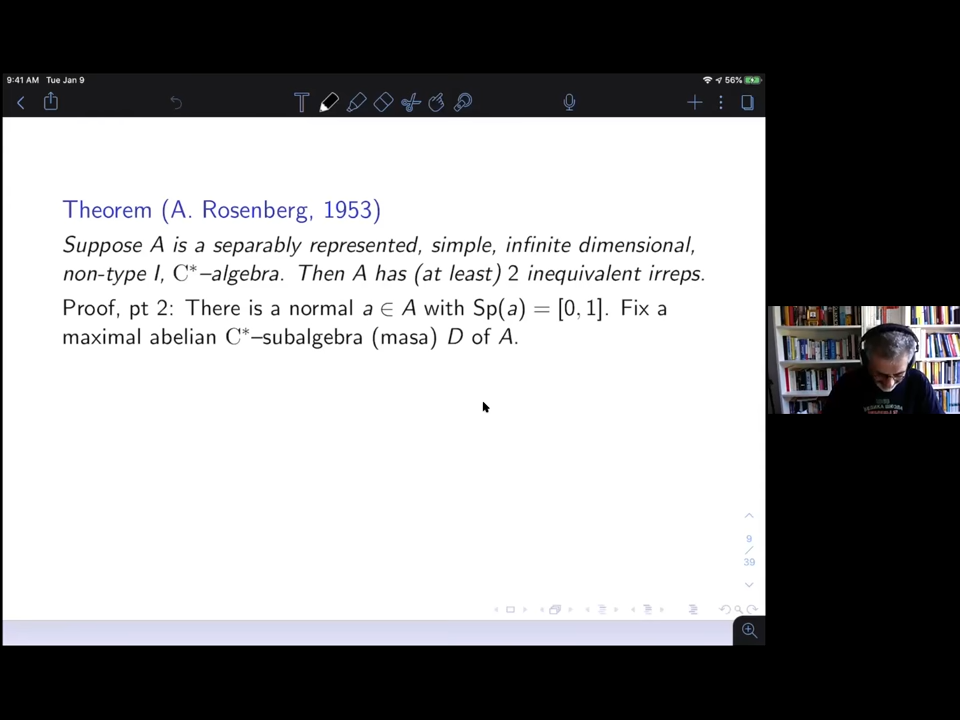 9:41 AM Tue Jan 9
56%
Theorem (A. Rosenberg, 1953)
Suppose A is a separably represented, simple, infinite dimensional,
non-type I, C*–algebra. Then A has (at least) 2 inequivalent irreps.
Proof, pt 2: There is a normal a ∈ A with Sp(a) = [0, 1]. Fix a
maximal abelian C*–subalgebra (masa) D of A.
9
/
39